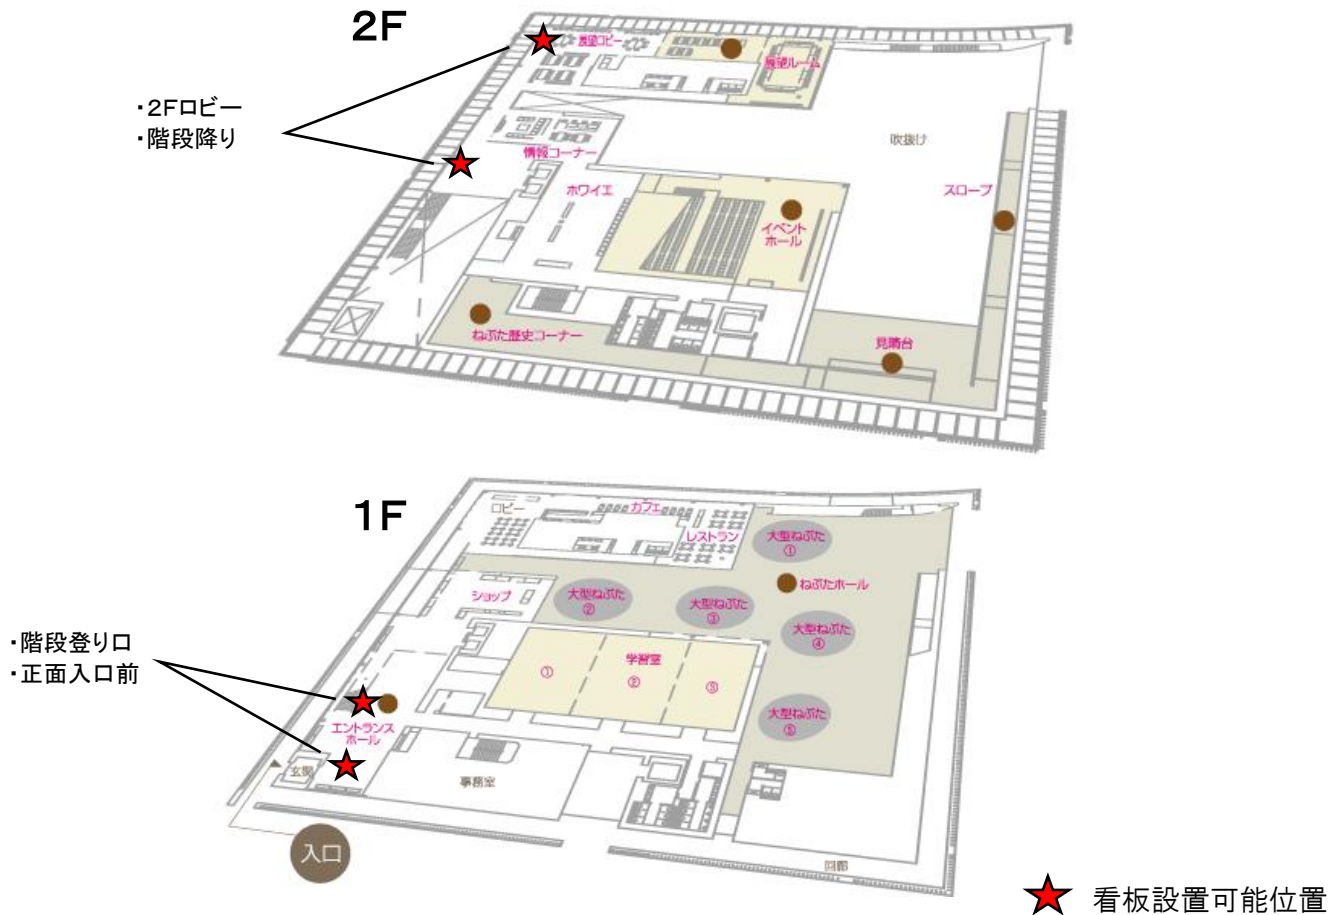 2F
展望ロビー
展望ルーム
・2Fロビー
・階段降り
吹抜け
情報コーナー
ホワイエ
スロープ
イベント
ホール
ねぶた歴史コーナー
見晴台
1F
ロビー
カフェ
レストラン
大型ねぶた
①
ねぶたホール
ショップ
大型ねぶた
②
大型ねぶた
③
大型ねぶた
④
・階段登り口
・正面入口前
学習室
①
②
③
大型ねぶた
⑤
エントランス
ホール
玄関
事務室
入口
回廊
看板設置可能位置